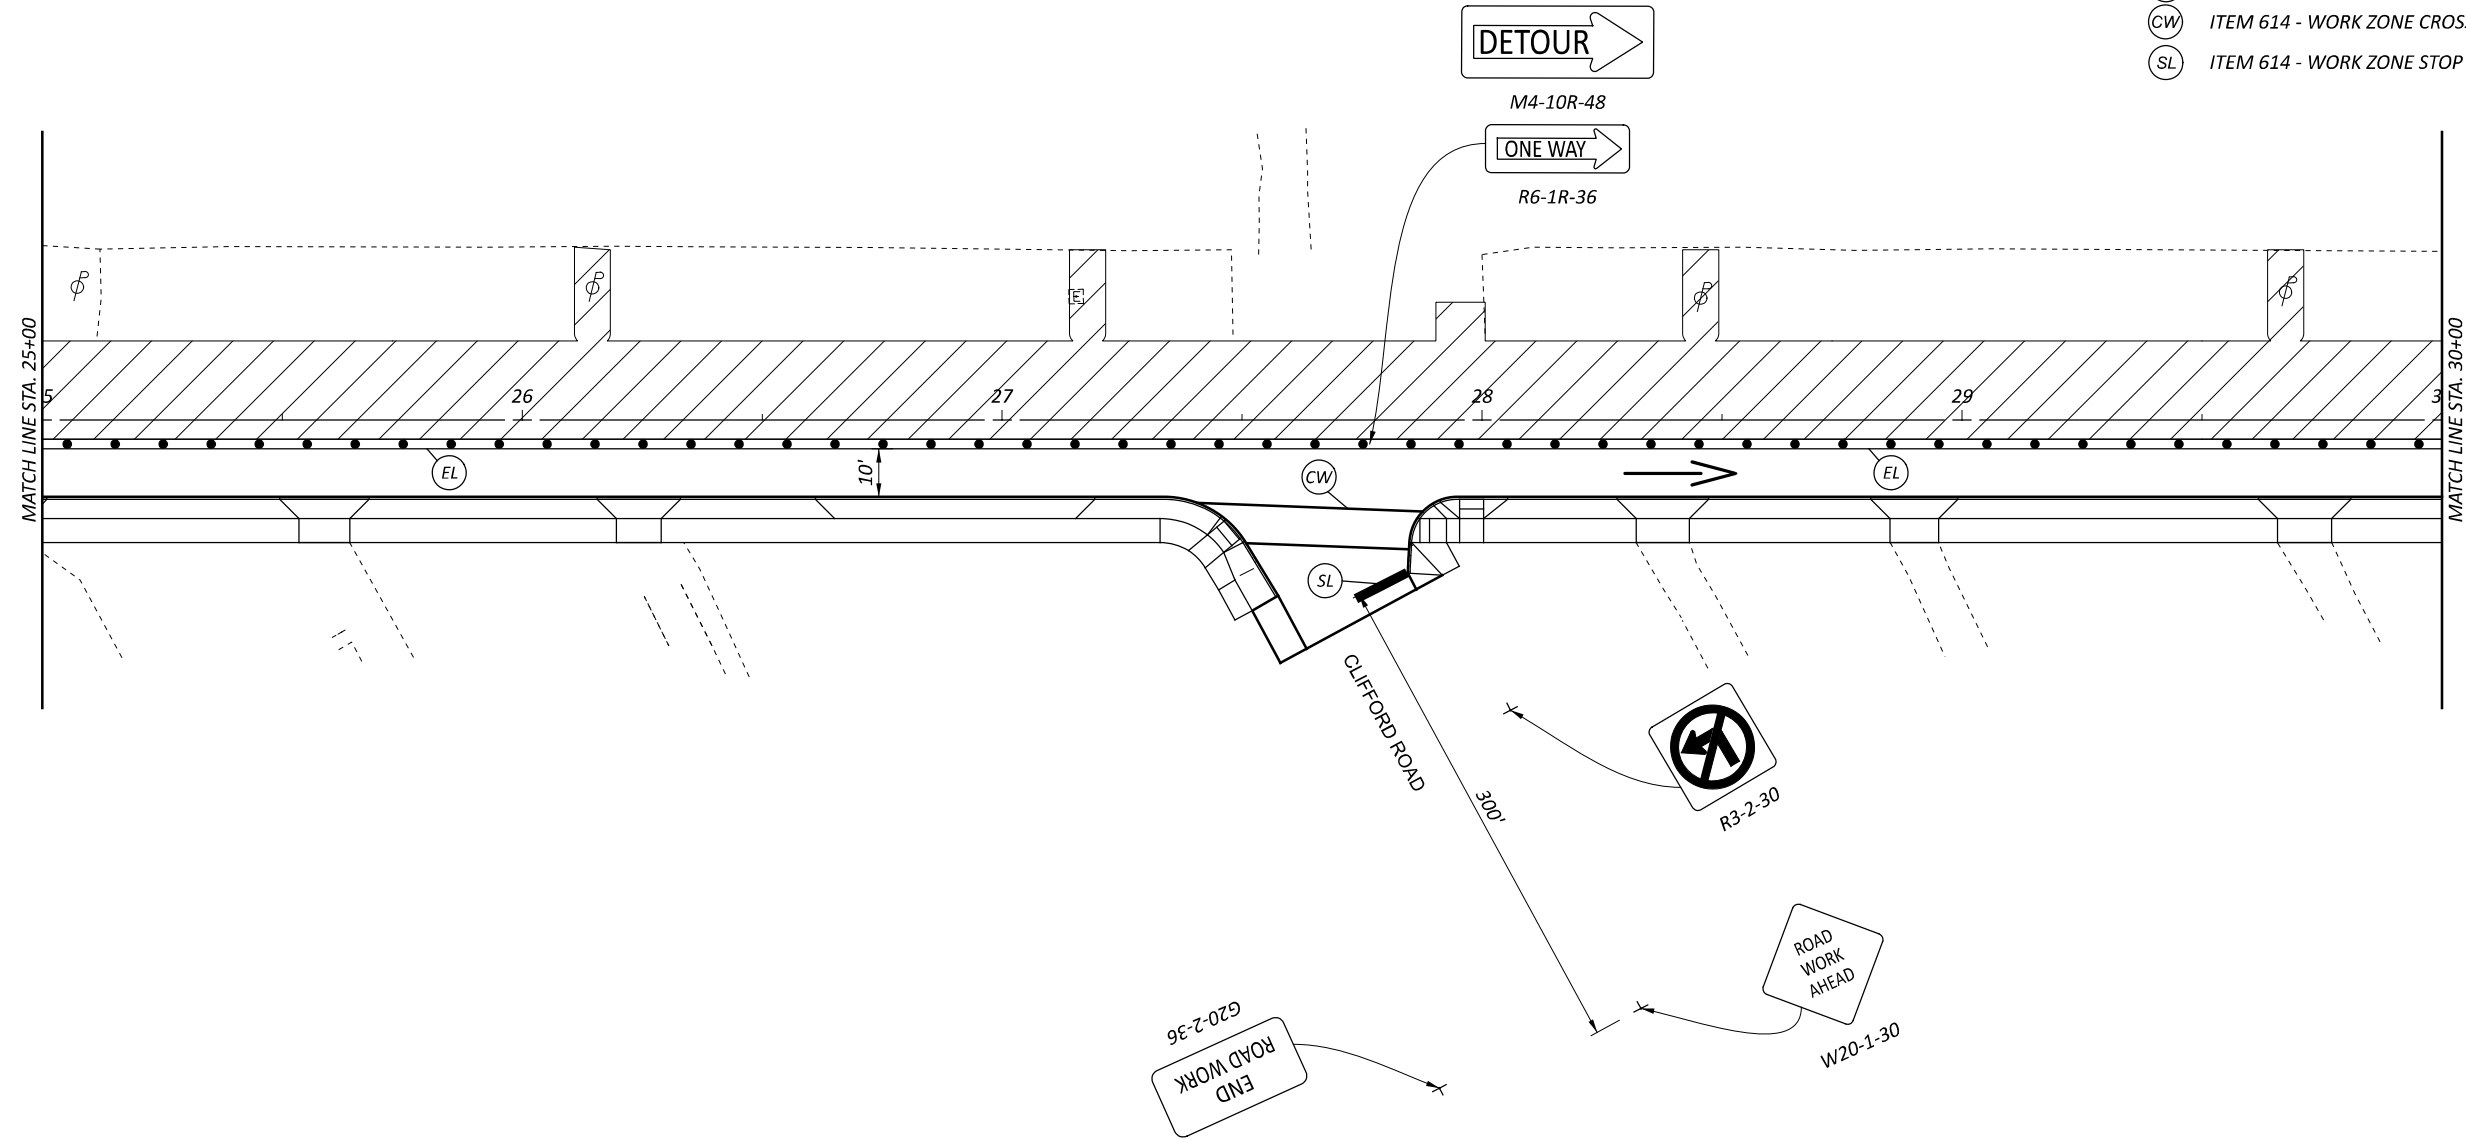 DETOUR
M4-10R-48
ONE WAY
R6-1R-36
CW ITEM 614 - WORK ZONE
SL ITEM 614 - WORK ZONE STOP
MATCH LINE STA. 25+00
MATCH LINE STA. 30+00
E
5 26 27 28 29 3
EL
10'
CW
EL
SL
CLIFFORD ROAD
300'
R3-2-30
ROAD
WORK
AHEAD
W20-1-30
G20-2-36
END
ROAD WORK